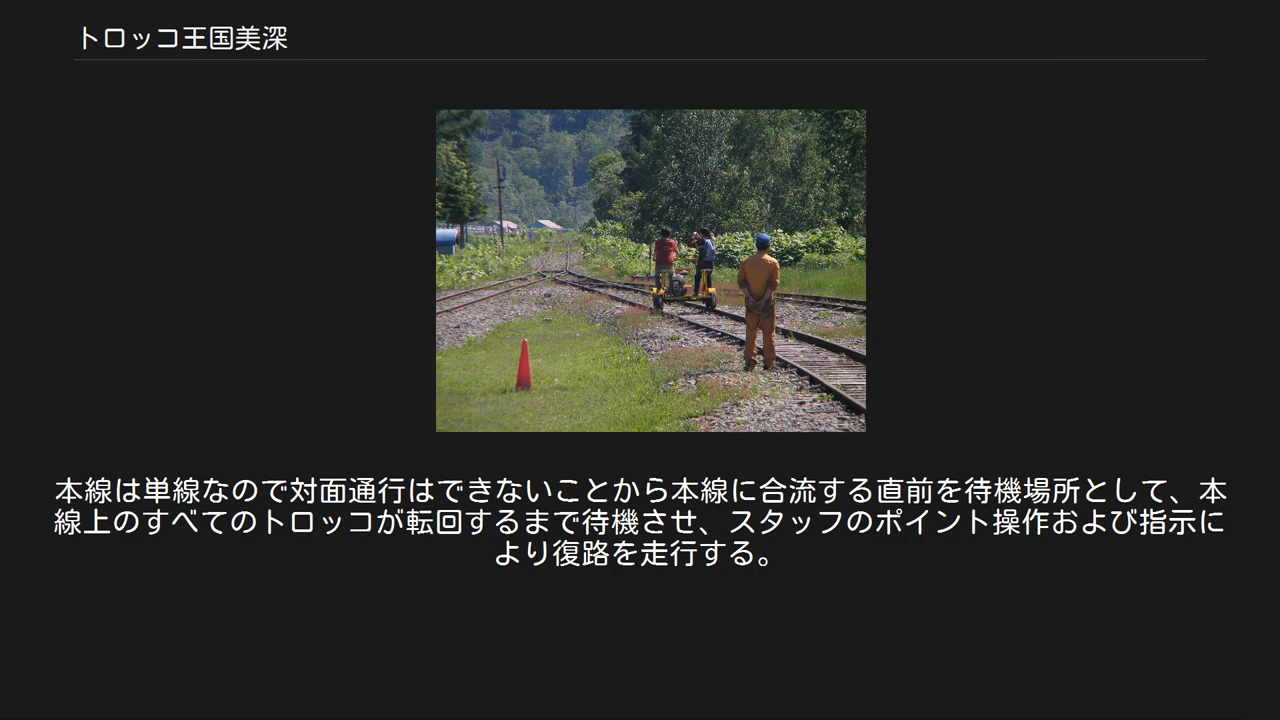 トロッコ王国美深
本線は単線なので対面通行はできないことから本線に合流する直前を待機場所として、本
線上のすべてのトロッコが転回するまで待機させ、スタッフのポイント操作および指示に
より復路を走行する。